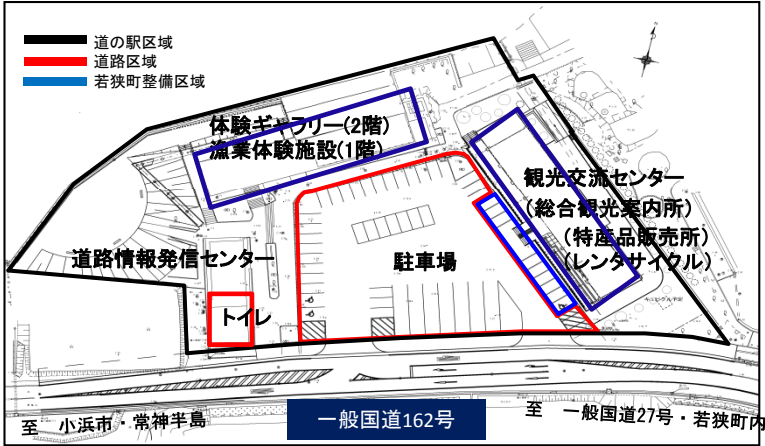 道の駅区域
道路区域
若狭町整備区域
体験ギャラリー(2階)
漁業体験施設(1階)
観光交流センター
(総合観光案内所)
(特産品販売所)
(レンタサイクル)
道路情報発信センター
駐車場
トイレ
至 小浜市・常神半島
一般国道162号
至 一般国道27号・若狭町内